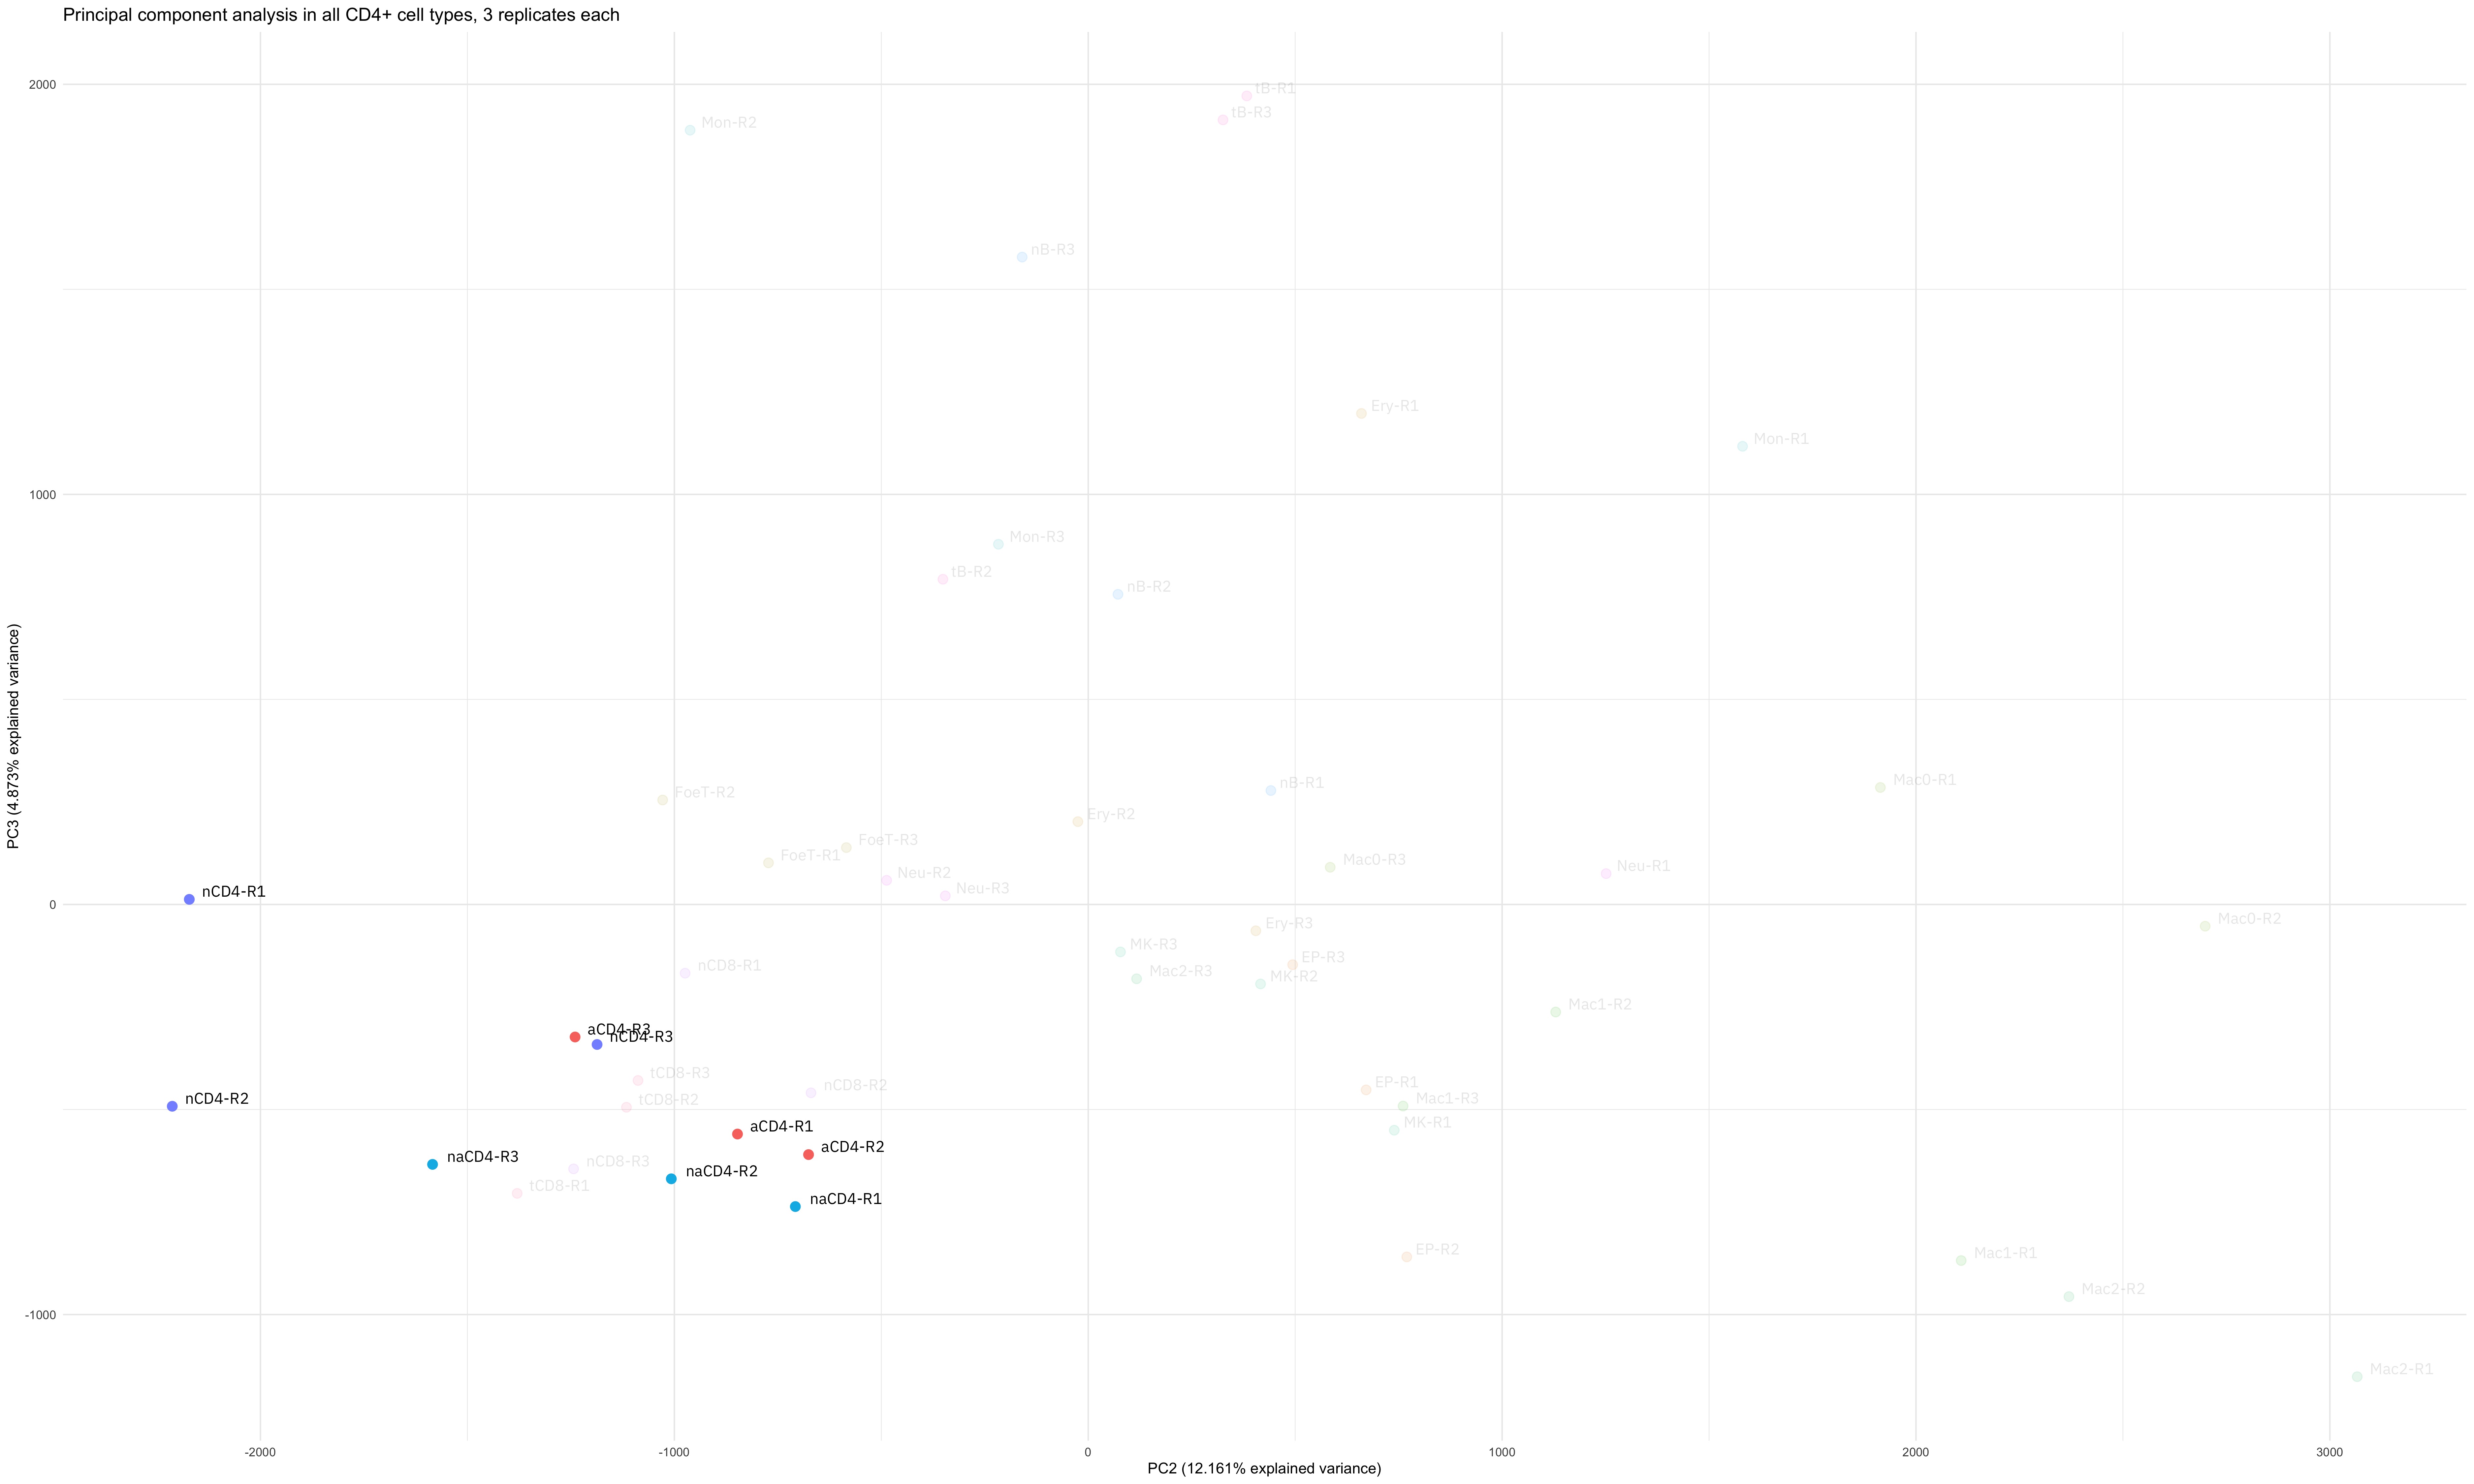 Principal component analysis in all CD4+ cell types, 3 replicates each
2000
tB-R1
tB-R3
Mon-R2
nB-R3
Ery-R1
Mon-R1
1000
Mon-R3
tB-R2
nB-R2
PC3 (4.873% explained variance)
Mac0-R1
nB-R1
FoeT-R2
Ery-R2
FoeT-R3
FoeT-R1
Mac0-R3
Neu-R1
Neu-R2
Neu-R3
nCD4-R1
0
Mac0-R2
Ery-R3
MK-R3
EP-R3
nCD8-R1
Mac2-R3
MK-R2
Mac1-R2
aCD4-R3
nCD4-R3
tCD8-R3
EP-R1
nCD8-R2
nCD4-R2
tCD8-R2
Mac1-R3
MK-R1
aCD4-R1
aCD4-R2
naCD4-R3
nCD8-R3
naCD4-R2
tCD8-R1
naCD4-R1
EP-R2
Mac1-R1
Mac2-R2
-1000
Mac2-R1
-2000
-1000
0
1000
2000
3000
PC2 (12.161% explained variance)